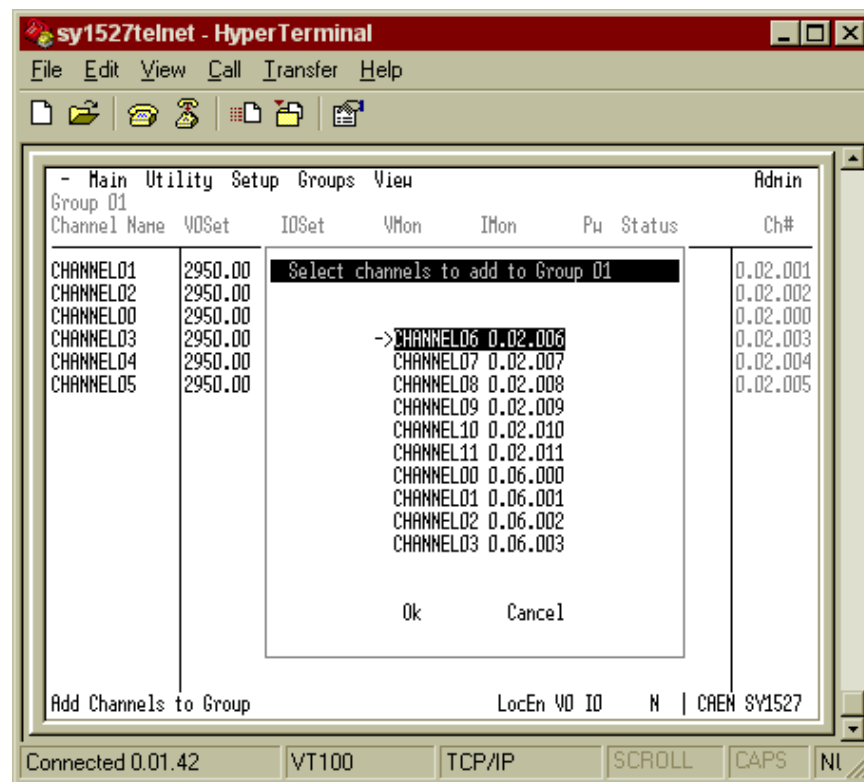 sy1527telnet - HyperTerminal
File Edit View Call Transfer Help
- Main Utility Setup Groups View Admin
Group 01
Channel Name V0Set I0Set VMon IMon Pw Status Ch#
Select channels to add to Group 01
CHANNEL01 2950.00 0.02.001
CHANNEL02 2950.00 0.02.002
CHANNEL00 2950.00 0.02.000
CHANNEL03 2950.00 ->CHANNEL06 0.02.006 0.02.003
CHANNEL04 2950.00 CHANNEL07 0.02.007 0.02.004
CHANNEL05 2950.00 CHANNEL08 0.02.008 0.02.005
CHANNEL09 0.02.009
CHANNEL10 0.02.010
CHANNEL11 0.02.011
CHANNEL00 0.06.000
CHANNEL01 0.06.001
CHANNEL02 0.06.002
CHANNEL03 0.06.003
Ok Cancel
Add Channels to Group LocEn V0 I0 N | CAEN SY1527
Connected 0.01.42 VT100 TCP/IP SCROLL CAPS NU